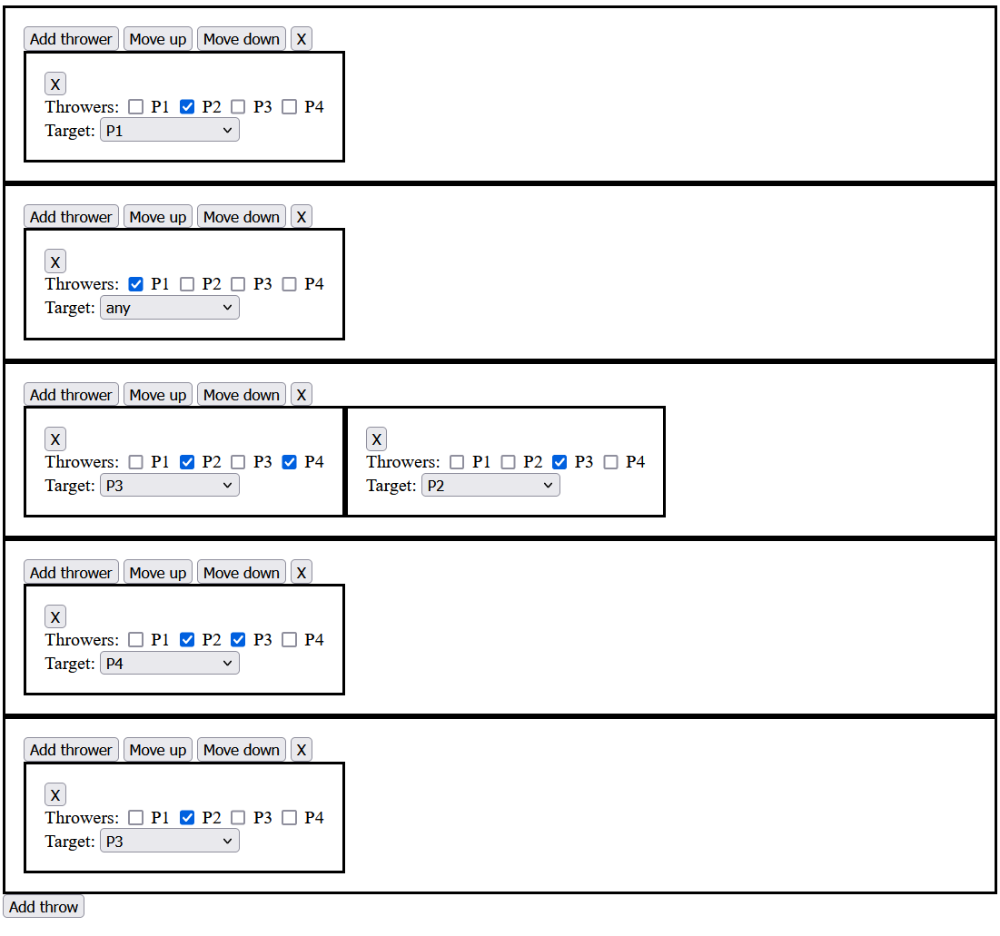 Add thrower Move up Move down X
X
Throwers: P1 P2 P3 P4
Target: P1
Add thrower Move up Move down X
X
Throwers: P1 P2 P3 P4
Target: any
Add thrower Move up Move down X
X
Throwers: P1 P2 P3 P4
Target: P3
X
Throwers: P1 P2 P3 P4
Target: P2
Add thrower Move up Move down X
X
Throwers: P1 P2 P3 P4
Target: P4
Add thrower Move up Move down X
X
Throwers: P1 P2 P3 P4
Target: P3
Add throw